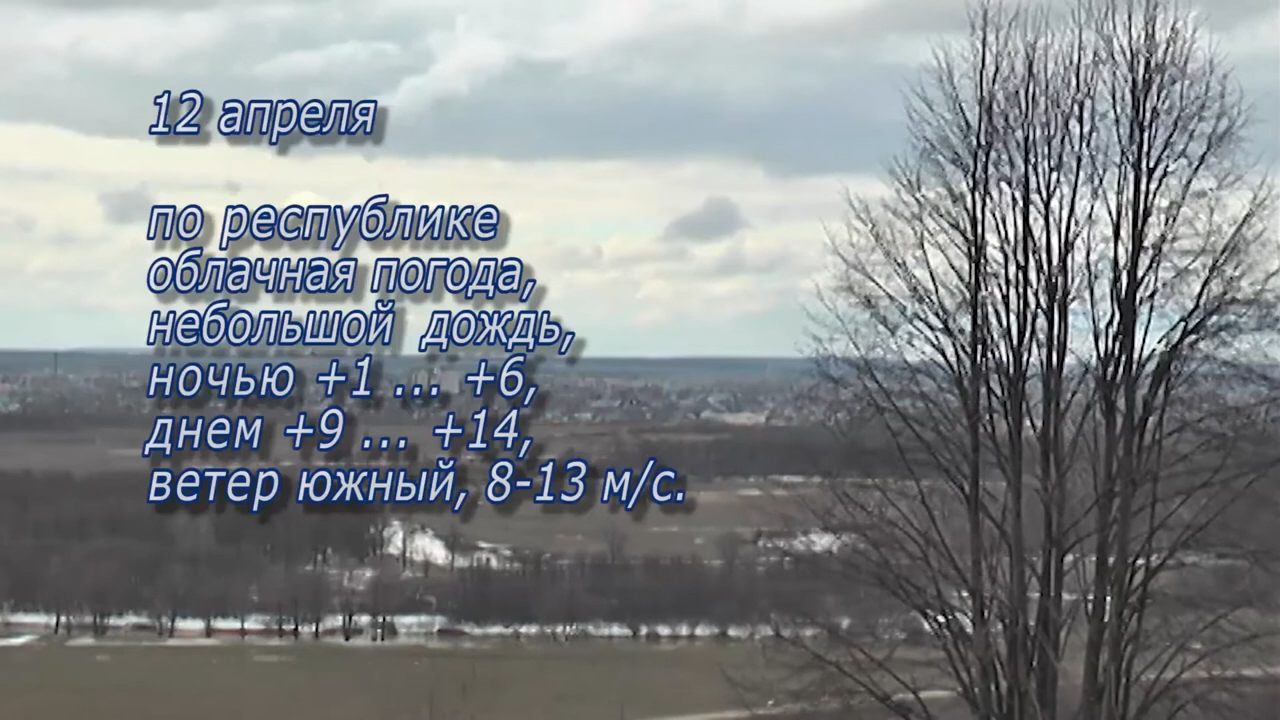 12 апреля
по республике
облачная погода,
небольшой дождь,
ночью +1 ... +6,
днем +9 ... +14,
ветер южный, 8-13 м/с.